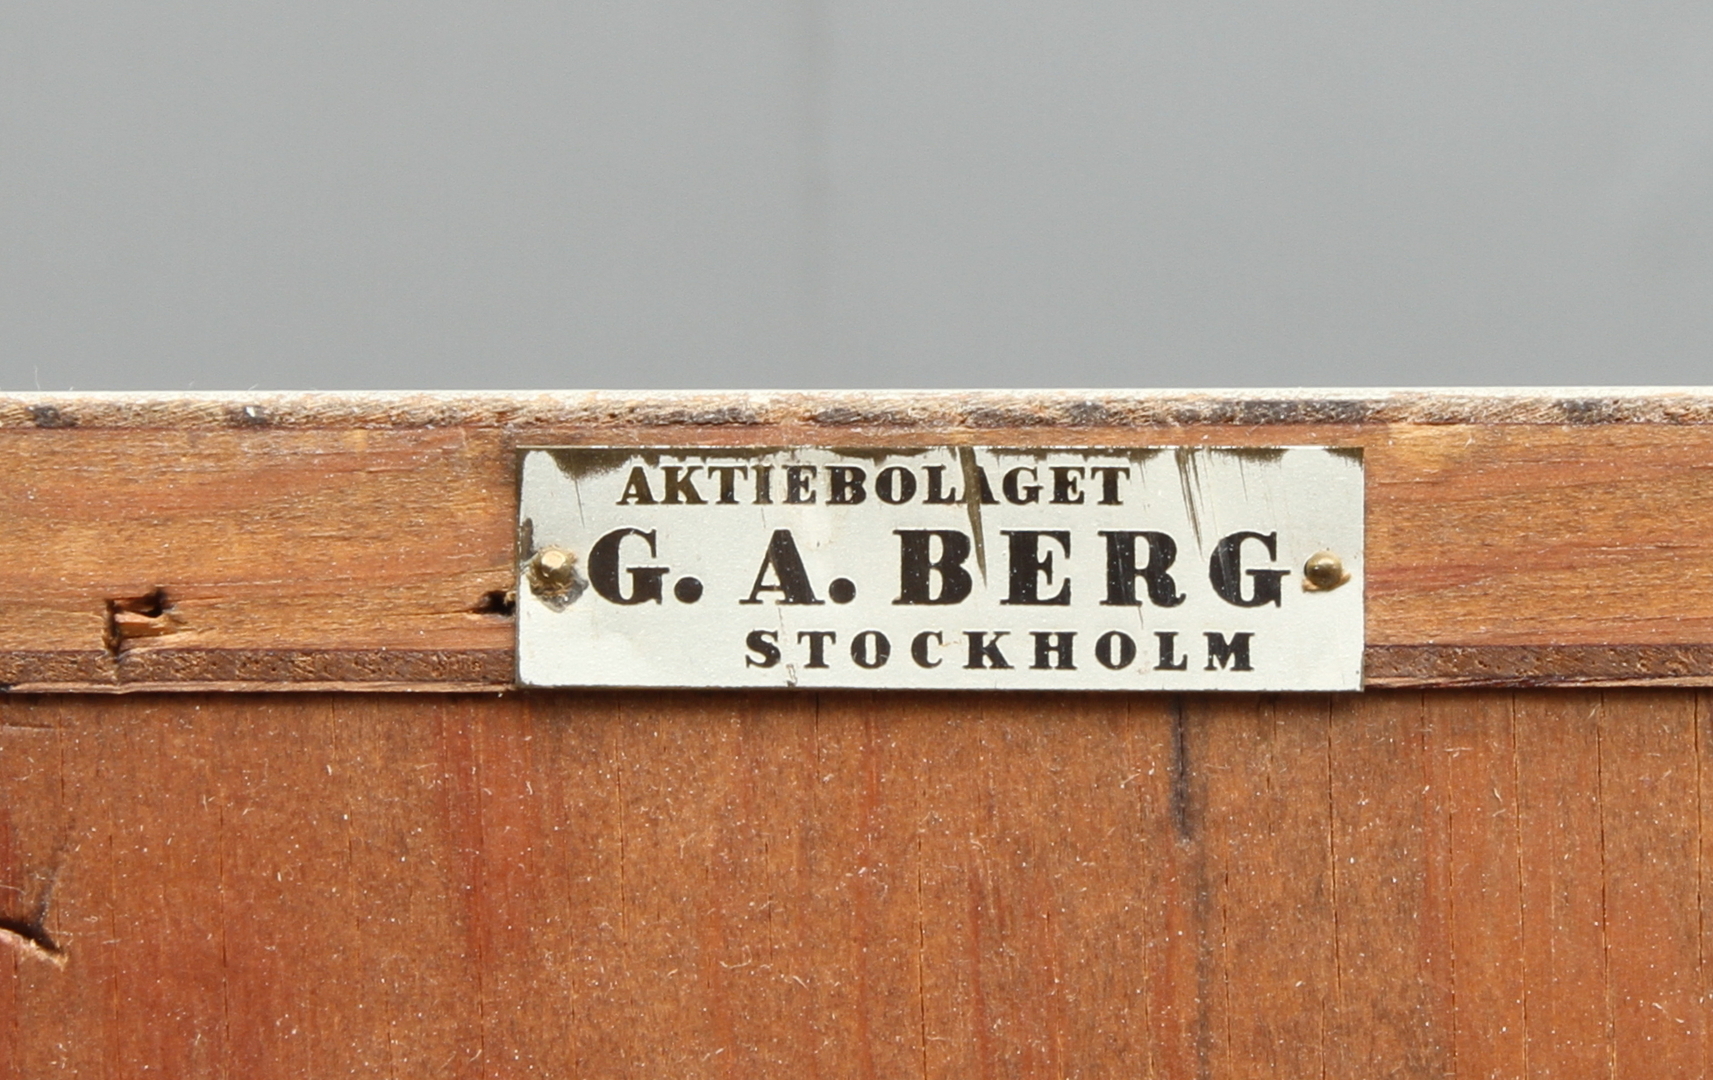 AKTIEBOLAGET
G. A. BERG
STOCKHOLM